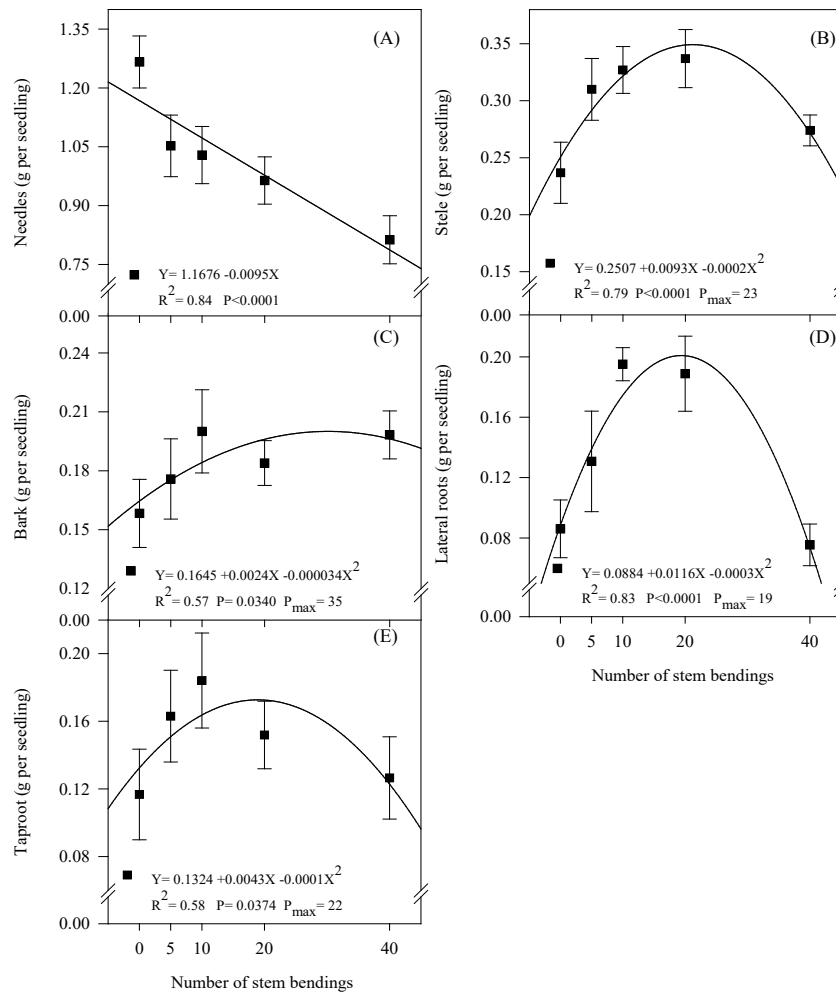 (A)
Needles (g per seedling)
1.35
1.20
1.05
0.90
0.75
0.00
Y= 1.1676 -0.0095X
R2= 0.84 P<0.0001
(B)
Stele (g per seedling)
0.35
0.30
0.25
0.20
0.15
0.00
Y= 0.2507 +0.0093X -0.0002X2
R2= 0.79 P<0.0001 Pmax= 23
(C)
Bark (g per seedling)
0.24
0.21
0.18
0.15
0.12
0.00
Y= 0.1645 +0.0024X -0.000034X2
R2= 0.57 P= 0.0340 Pmax= 35
(D)
Lateral roots (g per seedling)
0.20
0.16
0.12
0.08
0.00
Y= 0.0884 +0.0116X -0.0003X2
R2= 0.83 P<0.0001 Pmax= 19
0 5 10 20 40
Number of stem bendings
(E)
Taproot (g per seedling)
0.20
0.16
0.12
0.08
0.00
Y= 0.1324 +0.0043X -0.0001X2
R2= 0.58 P= 0.0374 Pmax= 22
0 5 10 20 40
Number of stem bendings